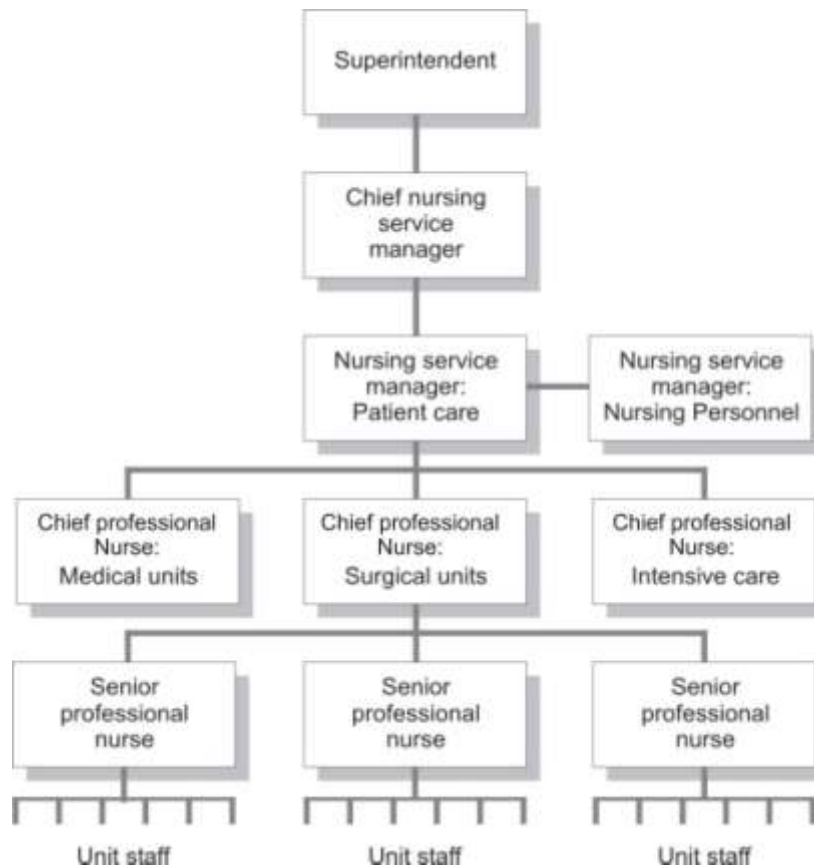 Superintendent
Chief nursing
service
manager
Nursing service
manager:
Patient care
Nursing service
manager:
Nursing Personnel
Chief professional
Nurse:
Medical units
Chief professional
Nurse:
Surgical units
Chief professional
Nurse:
Intensive care
Senior
professional
nurse
Senior
professional
nurse
Senior
professional
nurse
Unit staff
Unit staff
Unit staff